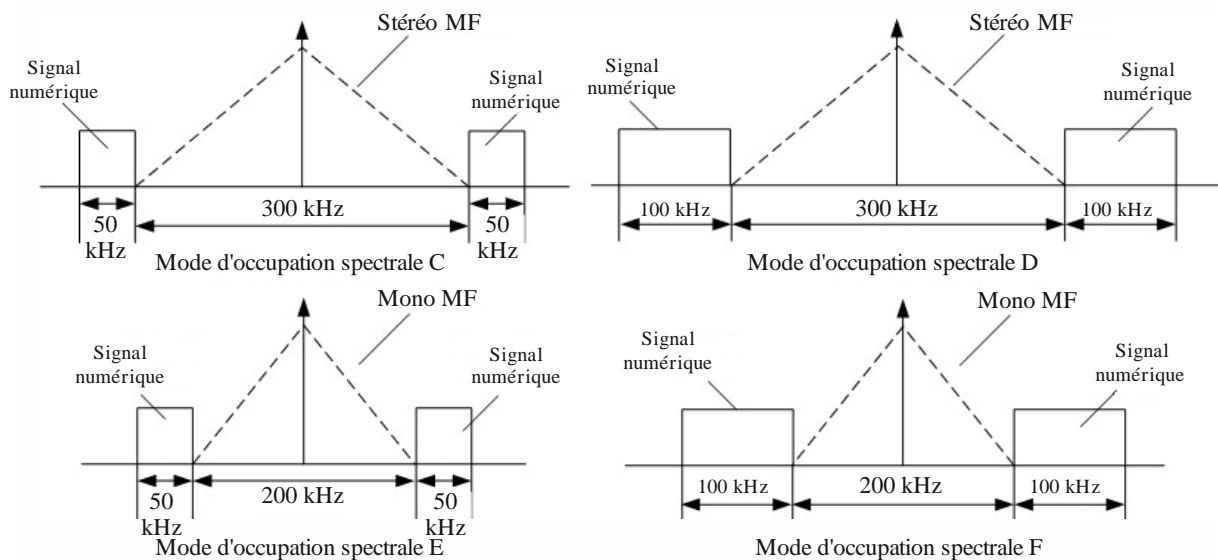 Stéréo MF
Signal
numérique
Signal
numérique
50
kHz
300 kHz
50
kHz
Mode d'occupation spectrale C
Stéréo MF
Signal
numérique
Signal
numérique
100 kHz
300 kHz
100 kHz
Mode d'occupation spectrale D
Mono MF
Signal
numérique
Signal
numérique
50
kHz
200 kHz
50
kHz
Mode d'occupation spectrale E
Mono MF
Signal
numérique
Signal
numérique
100 kHz
200 kHz
100 kHz
Mode d'occupation spectrale F